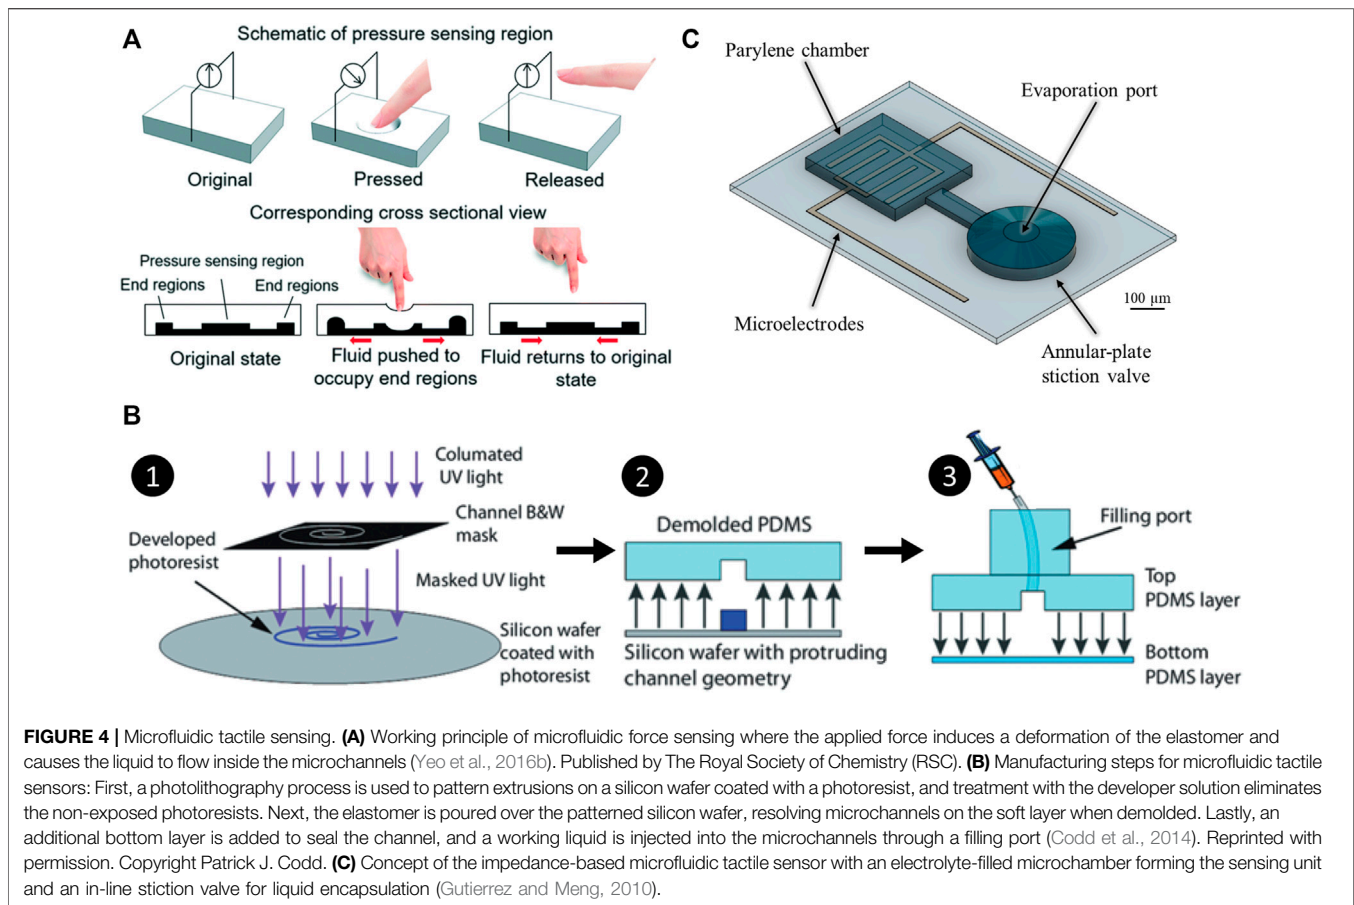 A
Schematic of pressure sensing region
Original
Pressed
Released
Corresponding cross sectional view
Pressure sensing region
End regions
End regions
Original state
Fluid pushed to
occupy end regions
Fluid returns to original
state
C
Parylene chamber
Evaporation port
Microelectrodes
100 μm
Annular-plate
stiction valve
B
1
Columated
UV light
Channel B&W
mask
Developed
photoresist
Masked UV light
Silicon wafer
coated with
photoresist
2
Demolded PDMS
Silicon wafer with protruding
channel geometry
3
Filling port
Top
PDMS layer
Bottom
PDMS layer
FIGURE 4 | Microfluidic tactile sensing. (A) Working principle of microfluidic force sensing where the applied force induces a deformation of the elastomer and
causes the liquid to flow inside the microchannels (Yeo et al., 2016b). Published by The Royal Society of Chemistry (RSC). (B) Manufacturing steps for microfluidic tactile
sensors: First, a photolithography process is used to pattern extrusions on a silicon wafer coated with a photoresist, and treatment with the developer solution eliminates
the non-exposed photoresists. Next, the elastomer is poured over the patterned silicon wafer, resolving microchannels on the soft layer when demolded. Lastly, an
additional bottom layer is added to seal the channel, and a working liquid is injected into the microchannels through a filling port (Codd et al., 2014). Reprinted with
permission. Copyright Patrick J. Codd. (C) Concept of the impedance-based microfluidic tactile sensor with an electrolyte-filled microchamber forming the sensing unit
and an in-line stiction valve for liquid encapsulation (Gutierrez and Meng, 2010).